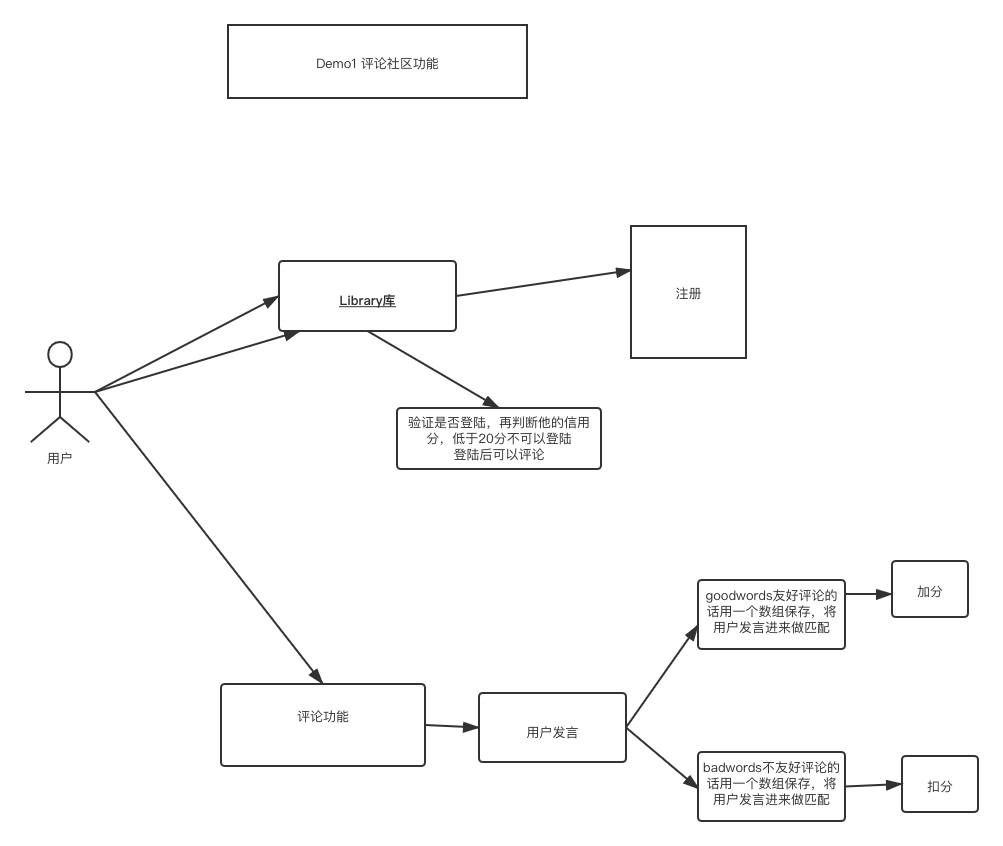 Demo1 评论社区功能
Library库
注册
用户
验证是否登陆，再判断他的信用
分，低于20分不可以登陆
登陆后可以评论
评论功能
用户发言
goodwords友好评论的
话用一个数组保存，将
用户发言进来做匹配
加分
badwords不友好评论的
话用一个数组保存，将
用户发言进来做匹配
扣分